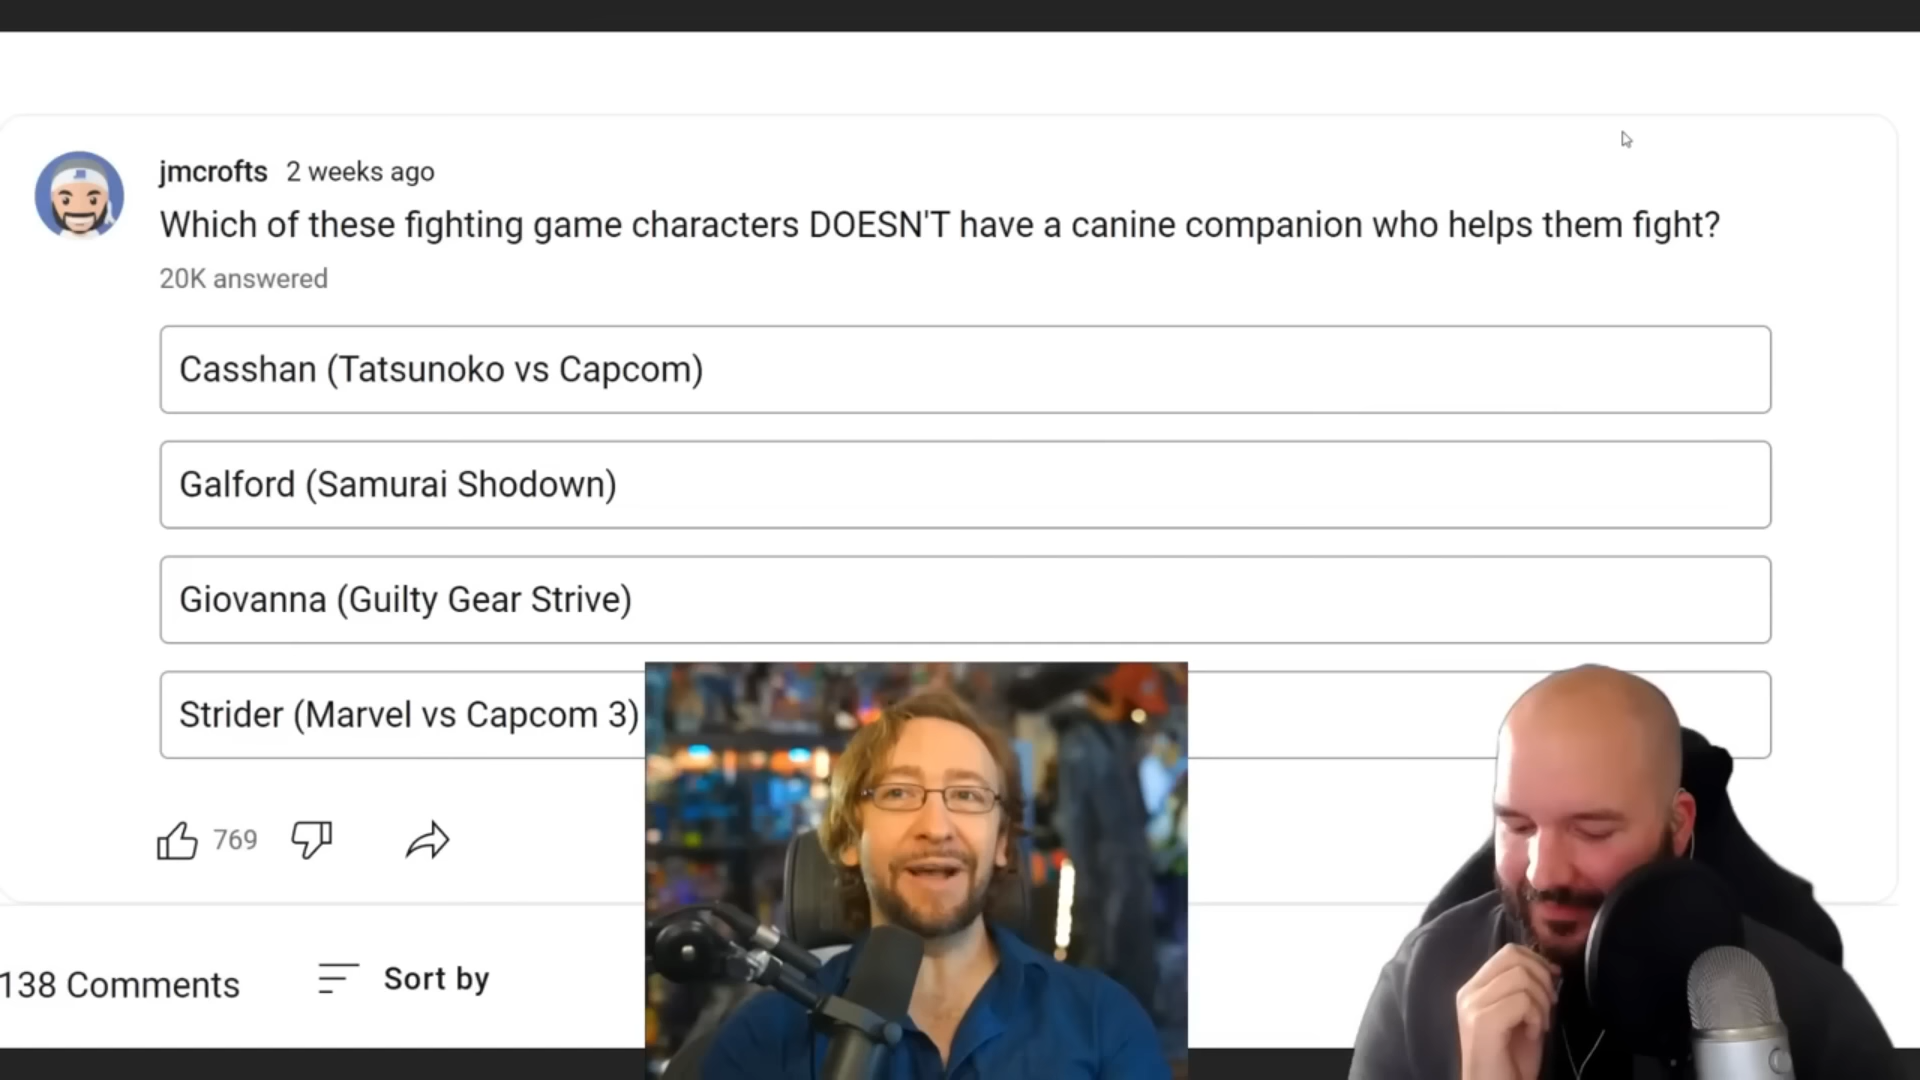 jmcrofts 2 weeks ago
Which of these fighting game characters DOESN'T have a canine companion who helps them fight?
20K answered
Casshan (Tatsunoko vs Capcom)
Galford (Samurai Shodown)
Giovanna (Guilty Gear Strive)
Strider (Marvel vs Capcom 3)
769
138 Comments
Sort by